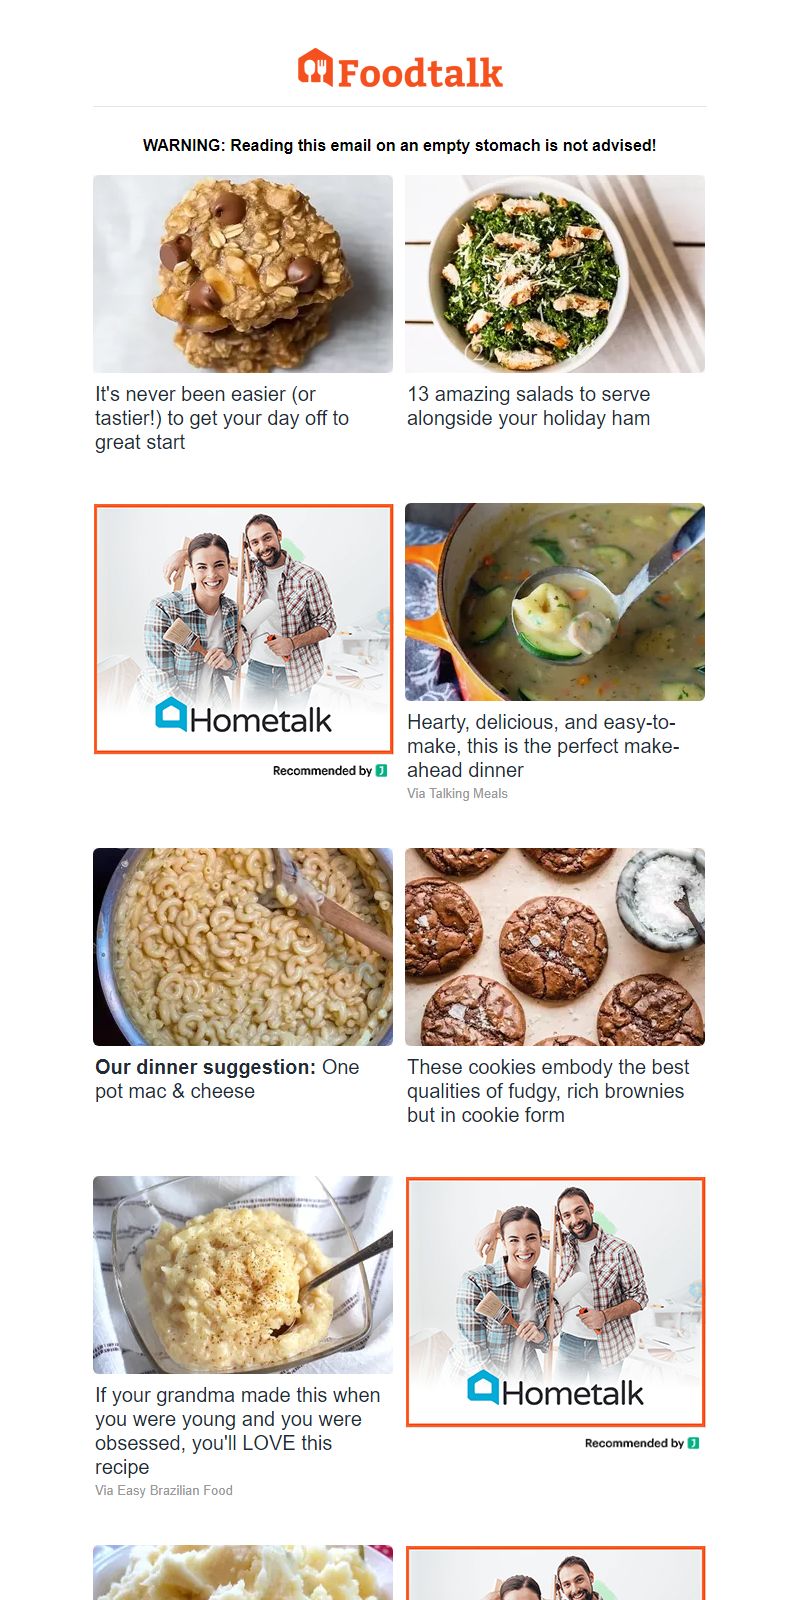 Foodtalk
WARNING: Reading this email on an empty stomach is not advised!
It's never been easier (or
tastier!) to get your day off to
great start
13 amazing salads to serve
alongside your holiday ham
Hometalk
Recommended by
Hearty, delicious, and easy-to-
make, this is the perfect make-
ahead dinner
Via Talking Meals
Our dinner suggestion: One
pot mac & cheese
These cookies embody the best
qualities of fudgy, rich brownies
but in cookie form
If your grandma made this when
you were young and you were
obsessed, you'll LOVE this
recipe
Via Easy Brazilian Food
Hometalk
Recommended by